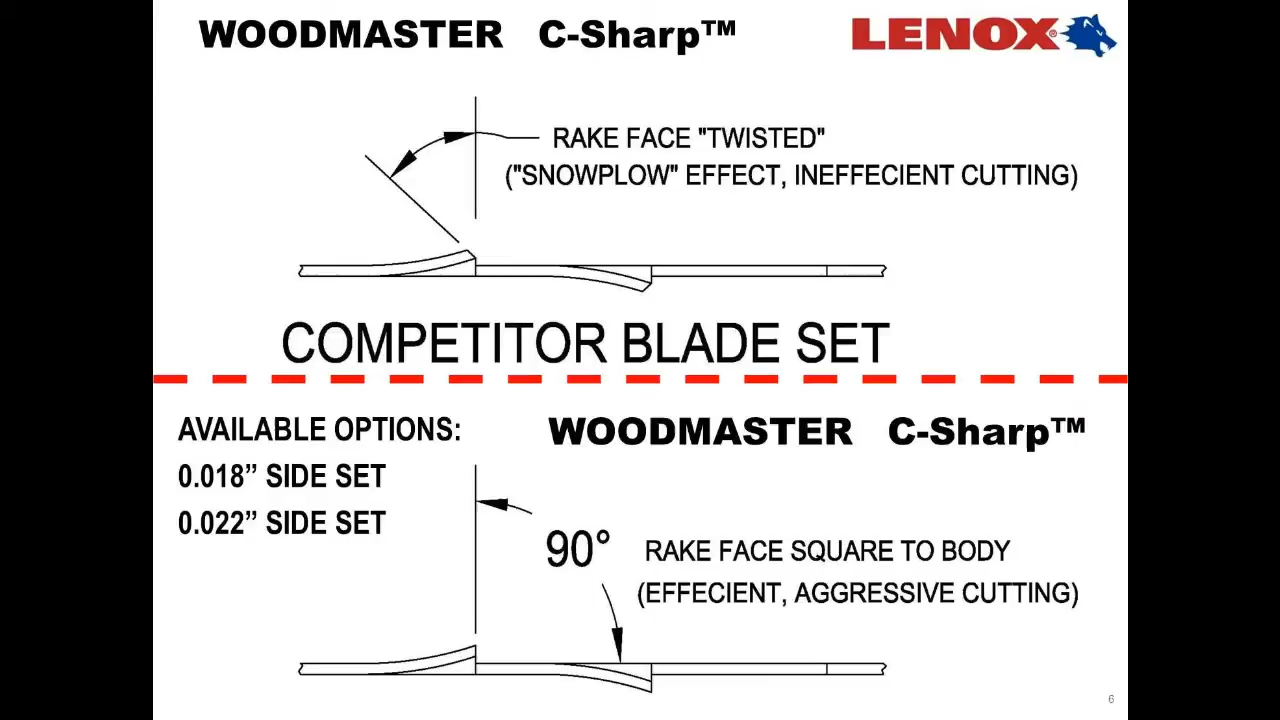 WOODMASTER C-Sharp™
LENOX®
RAKE FACE "TWISTED"
("SNOWPLOW" EFFECT, INEFFECIENT CUTTING)
COMPETITOR BLADE SET
AVAILABLE OPTIONS:
0.018” SIDE SET
0.022” SIDE SET
WOODMASTER C-Sharp™
90°
RAKE FACE SQUARE TO BODY
(EFFECIENT, AGGRESSIVE CUTTING)
6